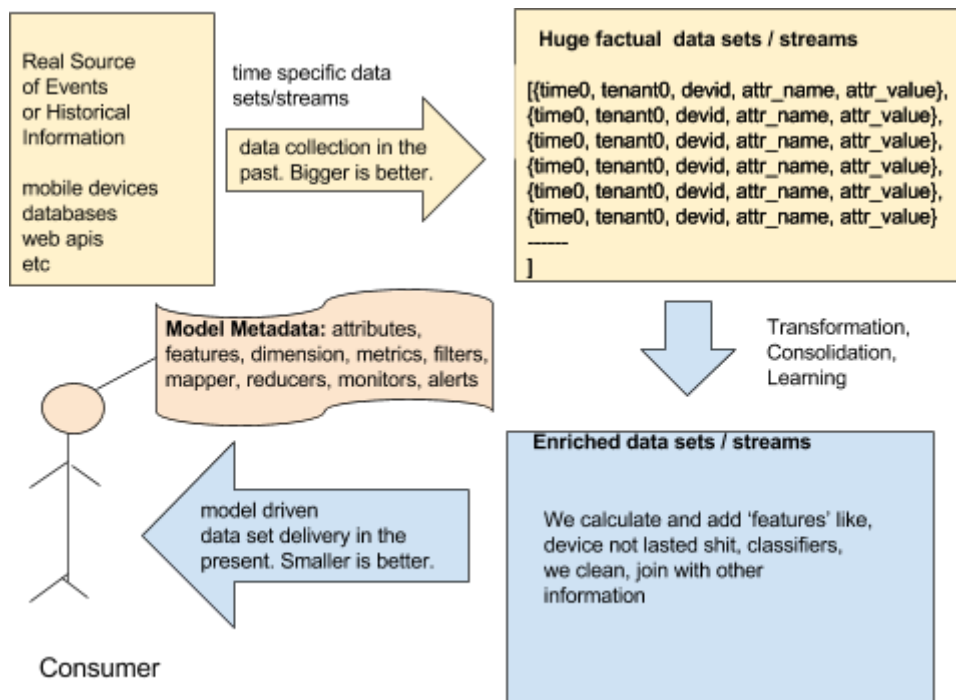 Real Source
of Events
or Historical
Information
mobile devices
databases
web apis
etc
time specific data
sets/streams
data collection in the
past. Bigger is better.
Huge factual data sets / streams
[{time0, tenant0, devid, attr_name, attr_value},
{time0, tenant0, devid, attr_name, attr_value},
{time0, tenant0, devid, attr_name, attr_value},
{time0, tenant0, devid, attr_name, attr_value},
{time0, tenant0, devid, attr_name, attr_value},
{time0, tenant0, devid, attr_name, attr_value}
------
]
Transformation,
Consolidation,
Learning
Enriched data sets / streams
We calculate and add ‘features’ like,
device not lasted shit, classifiers,
we clean, join with other
information
model driven
data set delivery in the
present. Smaller is better.
Model Metadata: attributes,
features, dimension, metrics, filters,
mapper, reducers, monitors, alerts
Consumer